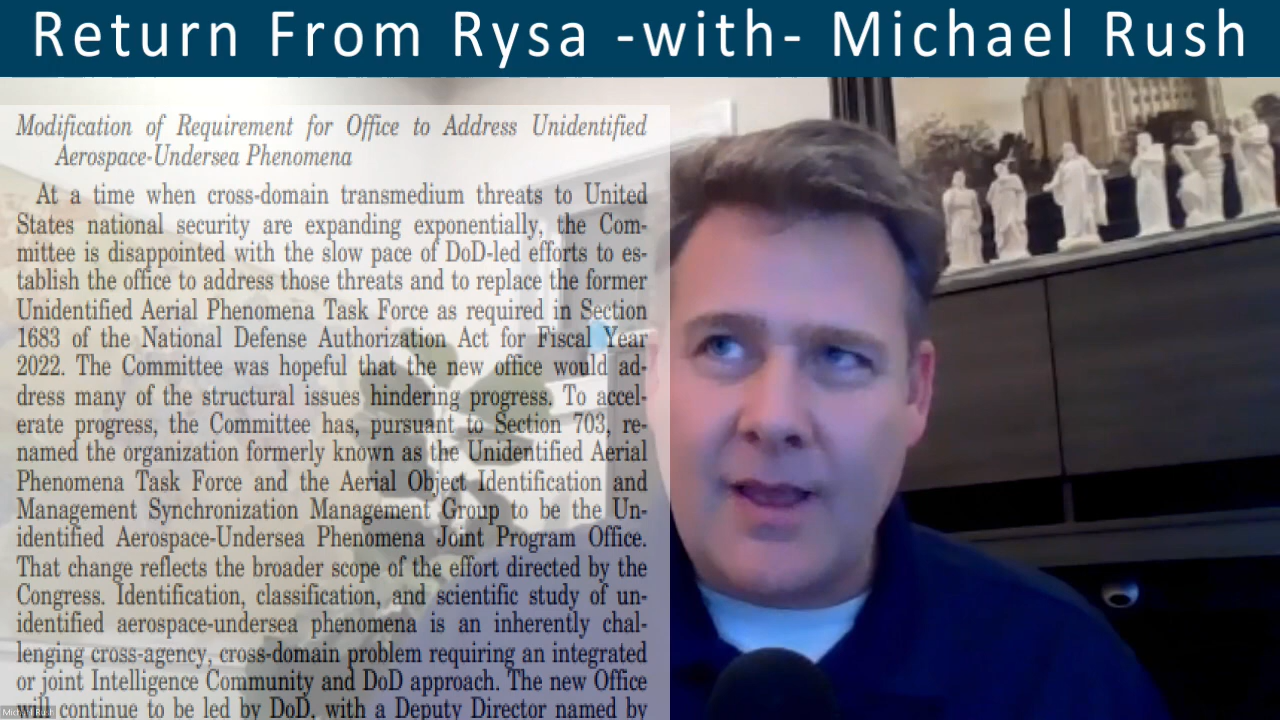 Return From Rysa -with- Michael Rush
Modification of Requirement for Office to Address Unidentified
Aerospace-Undersea Phenomena
At a time when cross-domain transmedium threats to United
States national security are expanding exponentially, the Com-
mittee is disappointed with the slow pace of DoD-led efforts to es-
tablish the office to address those threats and to replace the former
Unidentified Aerial Phenomena Task Force as required in Section
1683 of the National Defense Authorization Act for Fiscal Year
2022. The Committee was hopeful that the new office would ad-
dress many of the structural issues hindering progress. To accel-
erate progress, the Committee has, pursuant to Section 703, re-
named the organization formerly known as the Unidentified Aerial
Phenomena Task Force and the Aerial Object Identification and
Management Synchronization Management Group to be the Un-
identified Aerospace-Undersea Phenomena Joint Program Office.
That change reflects the broader scope of the effort directed by the
Congress. Identification, classification, and scientific study of un-
identified aerospace-undersea phenomena is an inherently chal-
lenging cross-agency, cross-domain problem requiring an integrated
or joint Intelligence Community and DoD approach. The new Office
will continue to be led by DoD, with a Deputy Director named by
Michael Rush